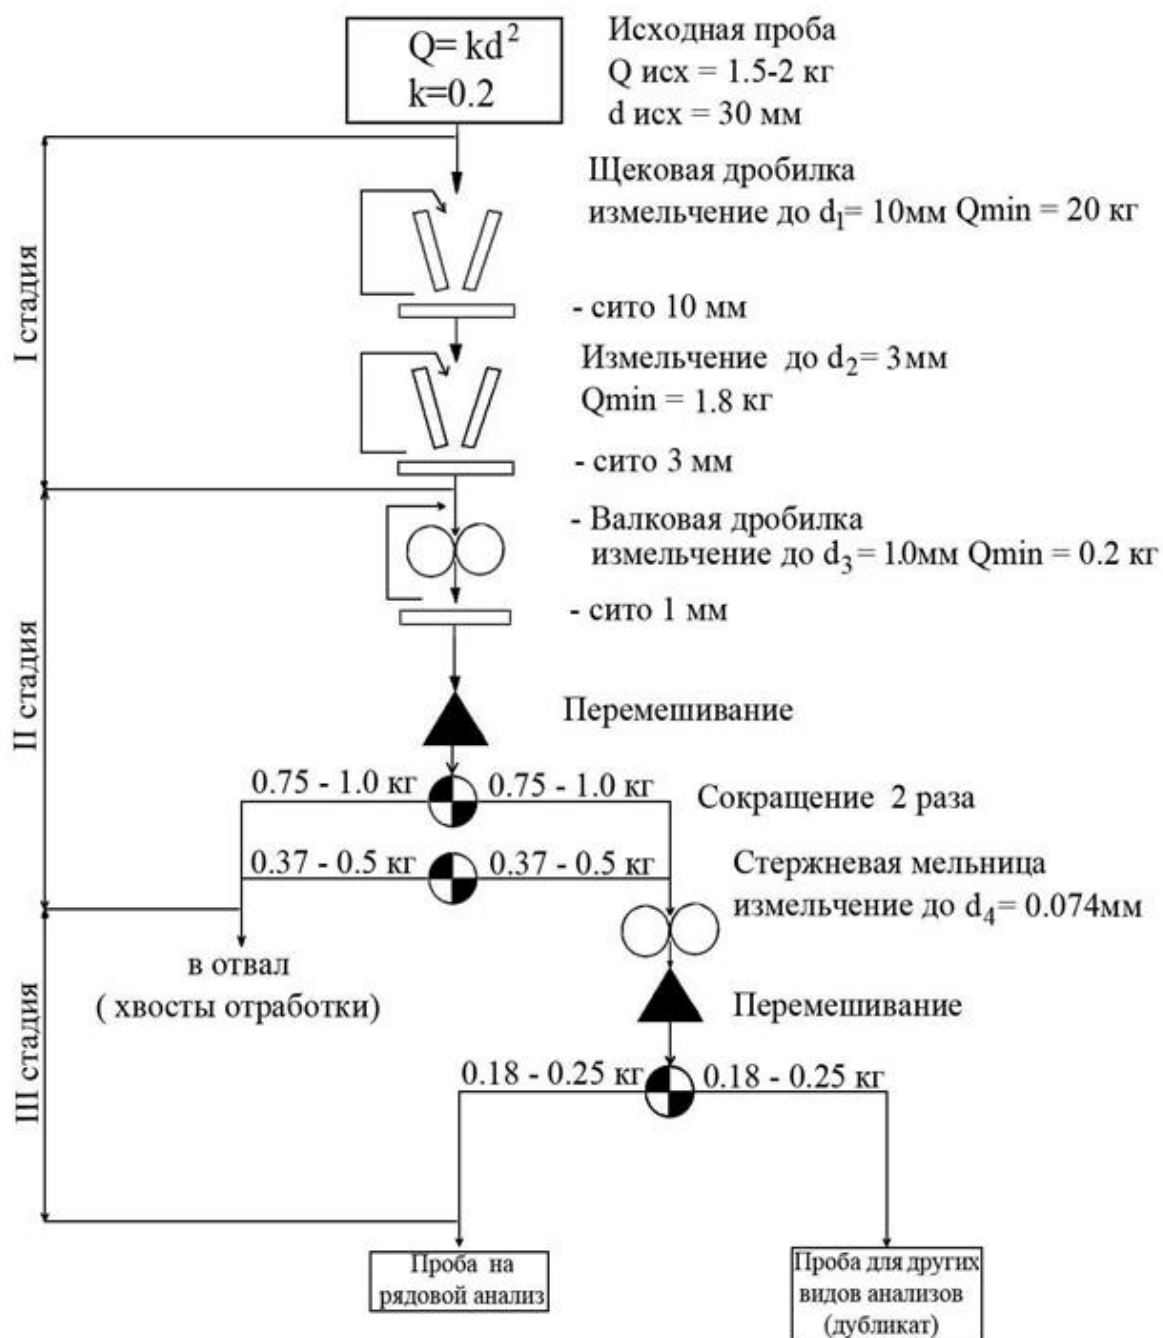 Q= kd²
k=0.2
Исходная проба
Q исх = 1.5-2 кг
d исх = 30 мм
Щековая дробилка
измельчение до d₁= 10мм Qmin = 20 кг
- сито 10 мм
Измельчение до d₂= 3мм
Qmin = 1.8 кг
- сито 3 мм
I стадия
- Валковая дробилка
измельчение до d₃= 1.0мм Qmin = 0.2 кг
- сито 1 мм
Перемешивание
0.75 - 1.0 кг 0.75 - 1.0 кг
Сокращение 2 раза
0.37 - 0.5 кг 0.37 - 0.5 кг
II стадия
Стержневая мельница
измельчение до d₄= 0.074мм
в отвал
( хвосты отработки)
Перемешивание
0.18 - 0.25 кг 0.18 - 0.25 кг
III стадия
Проба на
рядовой анализ
Проба для других
видов анализов
(дубликат)